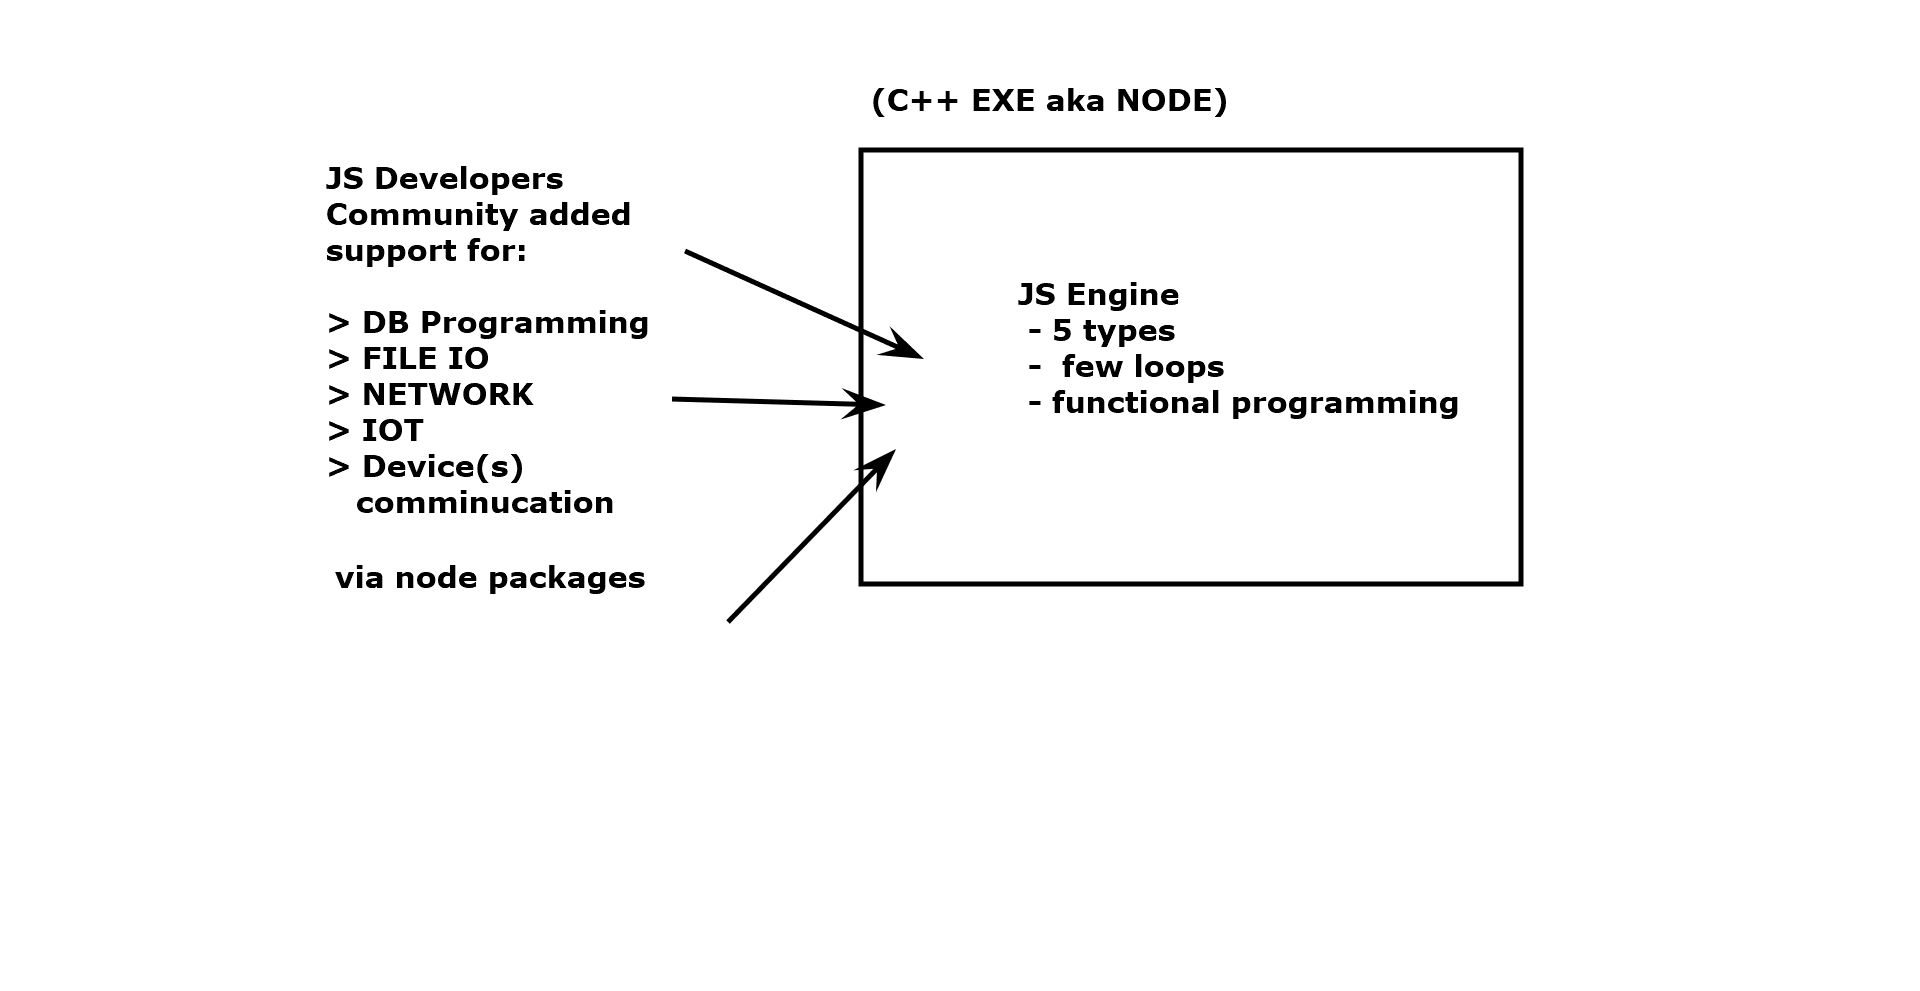 (C++ EXE aka NODE)
JS Developers
Community added
support for:
> DB Programming
> FILE IO
> NETWORK
> IOT
> Device(s)
comminucation
via node packages
JS Engine
- 5 types
- few loops
- functional programming